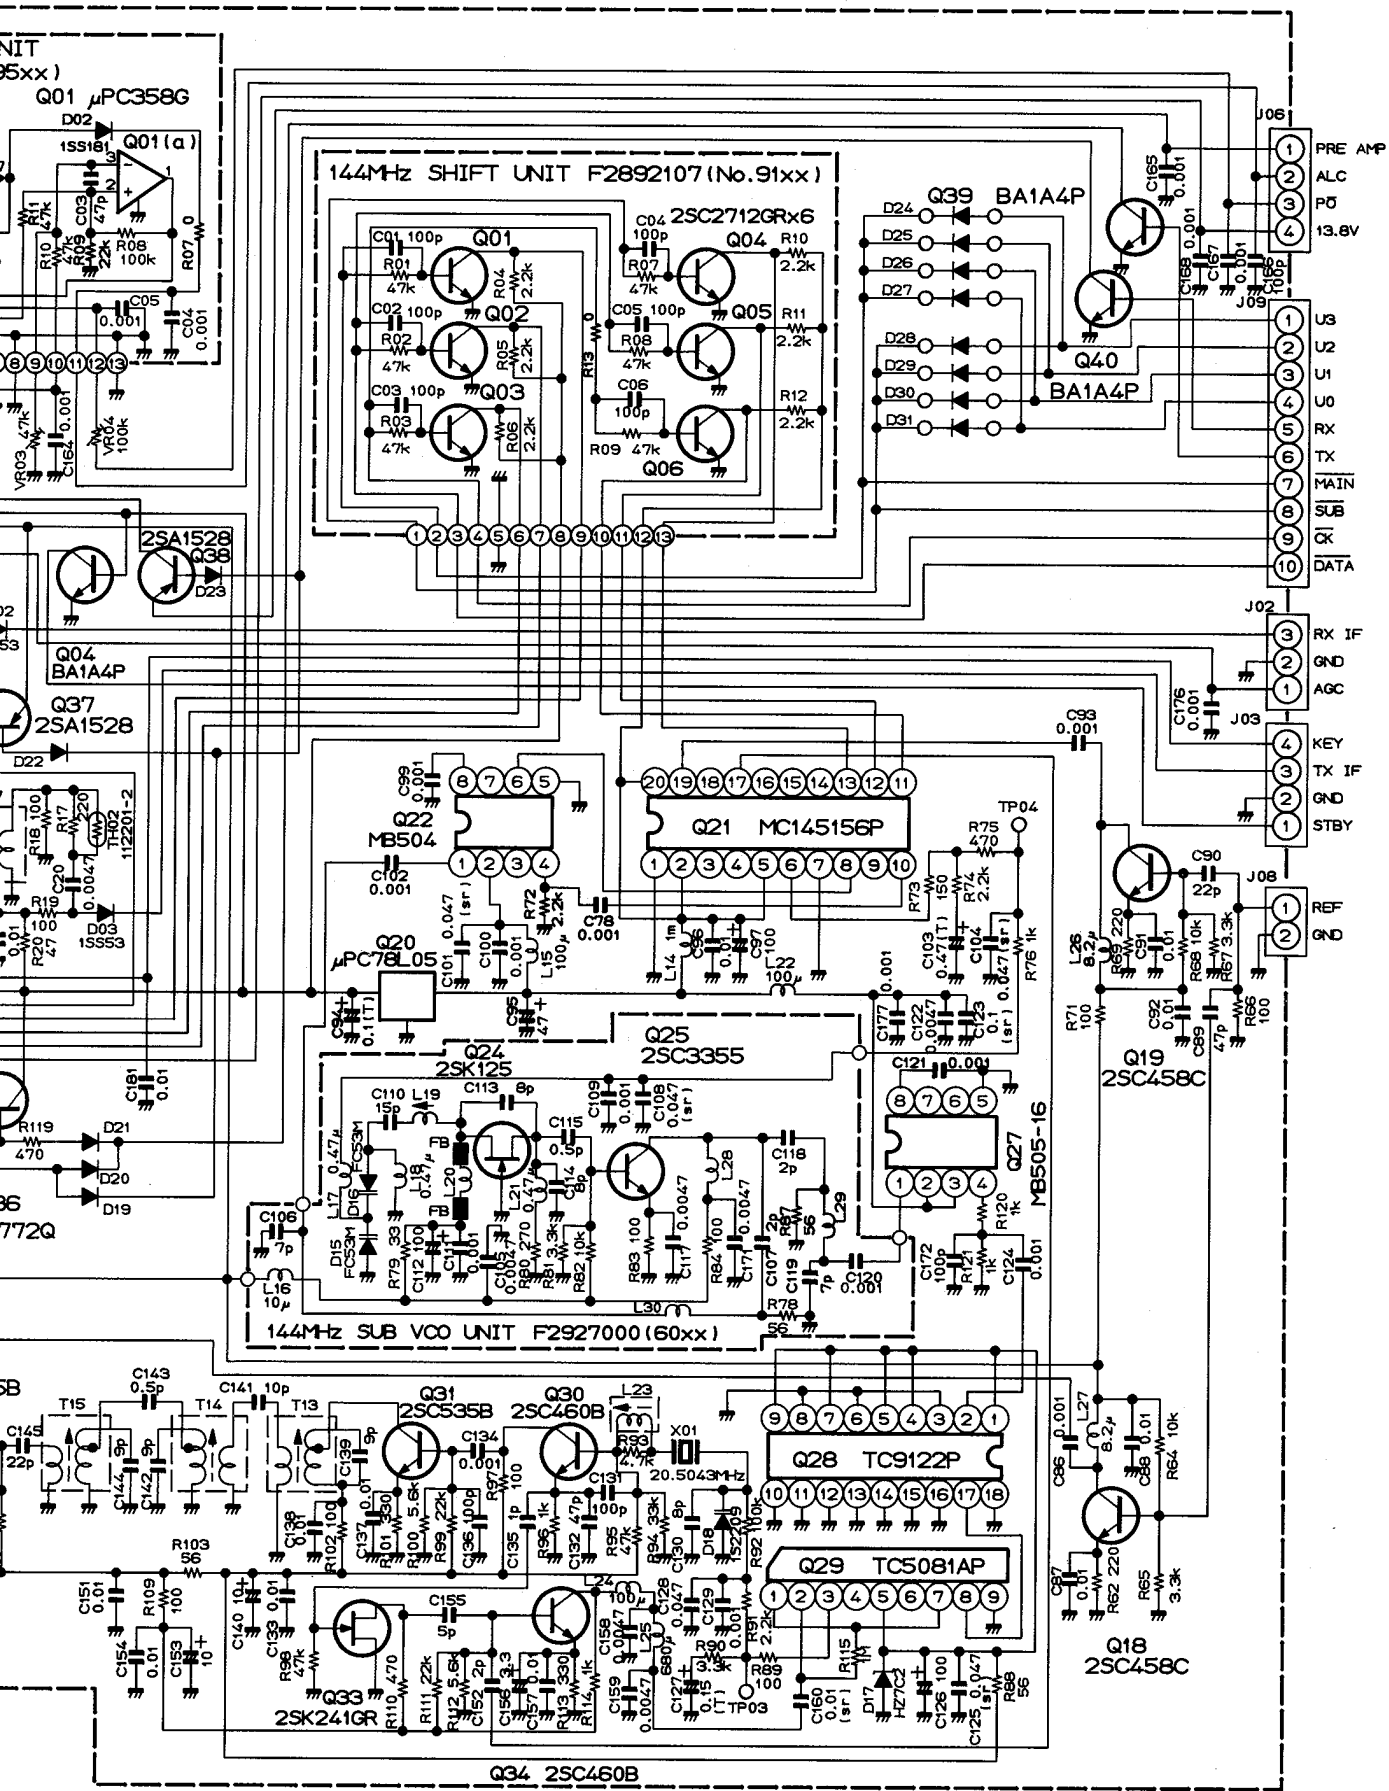 NIT
95xx)
Q01 μPC358G
D02
1SS181
Q01(a)
3
2
1
R11
47k
C03
47p
R10
47k
R09
22k
R08
100k
R07 0
C05
0.001
C04
0.001
8 9 10 11 12 13
VR03 47k
C164 0.001
VR04
100k
144MHz SHIFT UNIT F2892107(No.91xx)
2SC2712GRx6
C01 100p
R01
47k
Q01
R04
2.2k
C02 100p
R02
47k
Q02
R05
2.2k
C03 100p
R03
47k
Q03
R06
2.2k
C04
100p
R07
47k
Q04
R10
2.2k
C05 100p
R08
47k
Q05
R11
2.2k
R13 0
C06
100p
R09 47k
Q06
R12
2.2k
1 2 3 4 5 6 7 8 9 10 11 12 13
Q39 BA1A4P
D24
D25
D26
D27
D28
D29
D30
D31
Q40
BA1A4P
C165
0.001
C168 0.001
C167
0.001
C166
100p
J06
1 PRE AMP
2 ALC
3 PO
4 13.8V
J09
1 U3
2 U2
3 U1
4 U0
5 RX
6 TX
7 MAIN
8 SUB
9 CK
10 DATA
J02
3 RX IF
2 GND
1 AGC
C176
0.001
J03
4 KEY
3 TX IF
2 GND
1 STBY
J08
1 REF
2 GND
2SA1528
Q38
D23
02
53
Q04
BA1A4P
Q37
2SA1528
D22
R18 100
R17
220
TH02
112201-2
C20
0.0047
R19
100
R20
47
0.01
D03
1SS53
C99
0.001
8 7 6 5
Q22
MB504
1 2 3 4
C102
0.001
R72
2.2k
C78
0.001
C101
0.047
(sr)
C100
0.001
L15
100μ
Q20
μPC78L05
C94
0.1(T)
C95
47
20 19 18 17 16 15 14 13 12 11
Q21 MC145156P
1 2 3 4 5 6 7 8 9 10
L14 1m
C96
0.01
C97
100
L22
100μ
R73
150
R74
2.2k
R75
470
TP04
C103
0.47(T)
C104
0.047(sr)
R76 1k
C93
0.001
C90
22p
L26
8.2μ
R69
220
C91
0.01
R68 10k
R67 3.3k
R71
100
C92
0.01
C89
47p
R66
100
Q19
2SC458C
C177
0.001
C122
0.0047
C123
0.1
(sr)
C121 0.001
8 7 6 5
Q27
MB505-16
1 2 3 4
R120
1k
C172
100p
R121
1k
C124
0.001
C181
0.01
R119
470
D21
D20
D19
36
772Q
Q24
2SK125
Q25
2SC3355
C110
15p
L19
C113
8p
C115
0.5p
C109
0.001
C108
0.047
(sr)
L17
0.47μ
D16
FC53M
L18
0.47μ
FB
L20
FB
L21
0.47μ
C114
8p
C106
7p
D15
FC53M
R79 33
C112 100
C111
0.001
C105
0.0047
R80 270
R81 3.3k
R82 10k
R83 100
C117
0.0047
L28
R84 100
C171
0.0047
C107
2p
C118
2p
R87
56
L29
C119
7p
C120
0.001
L16
10μ
L30
R78
56
144MHz SUB VCO UNIT F2927000(60xx)
5B
C145
22p
T15
C143
0.5p
T14
C141 10p
T13
9p
C144
9p
C142
C139
9p
Q31
2SC535B
Q30
2SC460B
L23
C134
0.001
R93
4.7k
X01
20.5043MHz
R97
100
C131
100p
C138
0.01
R102 100
C137
0.01
R101 330
R100 5.6k
R99 22k
C136 100p
C135 1p
R96 1k
C132 47p
R95
47k
R94 33k
C130 8p
D18
1S2209
R92 100k
9 8 7 6 5 4 3 2 1
Q28 TC9122P
10 11 12 13 14 15 16 17 18
Q29 TC5081AP
1 2 3 4 5 6 7 8 9
C86
0.001
L27
8.2μ
C88 0.01
R64 10k
C87
0.01
R62 220
R65
3.3k
Q18
2SC458C
R103
56
C151
0.01
R109
100
C140 10
C133
0.01
C154
0.01
C153
10
R98
47k
Q33
2SK241GR
C155
5p
R110 470
R111 22k
R112 5.6k
C152 2p
C156 3.3
C157 0.01
R113 330
R114 1k
L24
100μ
C158
0.0047
L25
680μ
C128
0.047
C129
0.001
R91
2.2k
R90
3.3k
R89
100
C159
0.0047
C127
0.15
(T)
TP03
C160
0.01
(sr)
R115
D17
HZ7C2
C126 100
C125 0.047
(sr)
R88
56
Q34 2SC460B